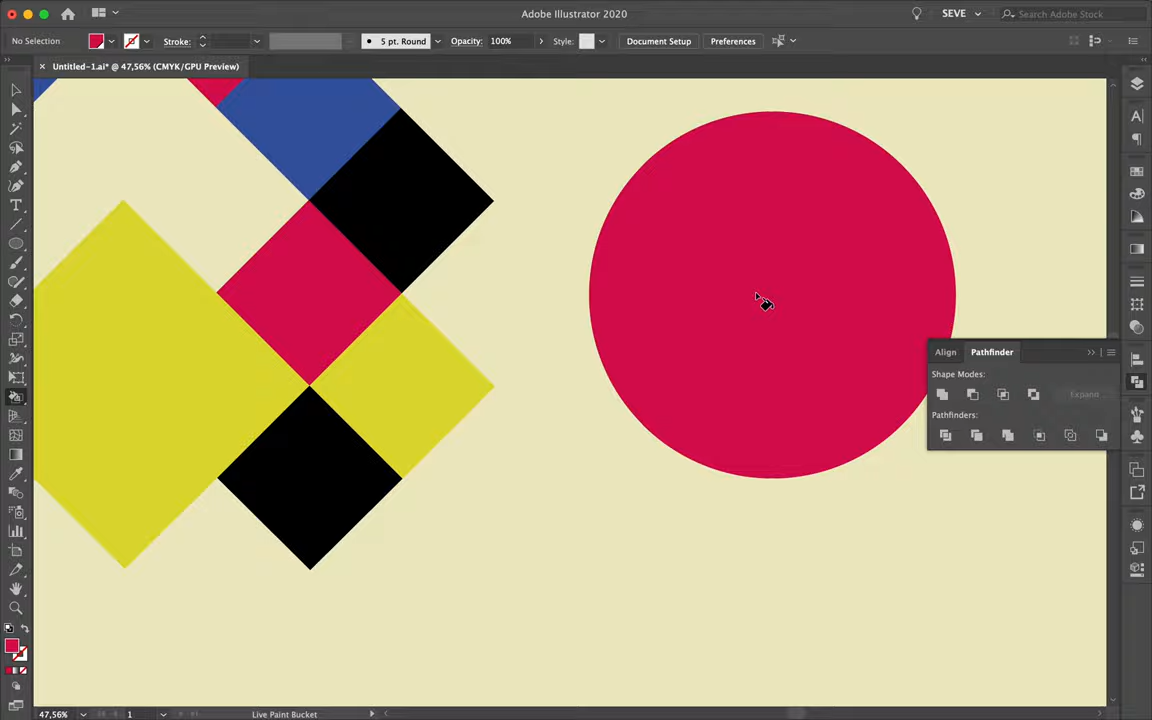 Adobe Illustrator 2020
SEVE
Search Adobe Stock
No Selection
Stroke:
5 pt. Round
Opacity:
100%
Style:
Document Setup
Preferences
× Untitled-1.ai* @ 47,56% (CMYK/GPU Preview)
Align
Pathfinder
Shape Modes:
Expand
Pathfinders:
47,56%
1
Live Paint Bucket